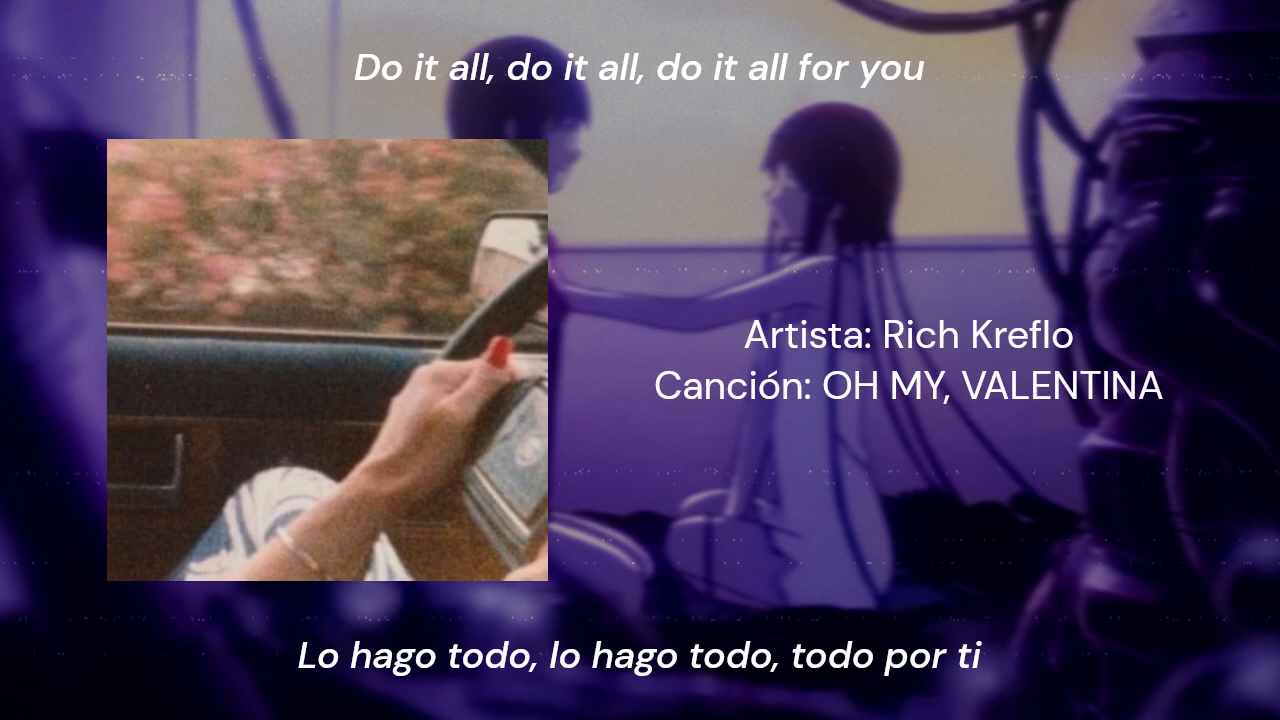 Do it all, do it all, do it all for you
Artista: Rich Kreflo
Canción: OH MY, VALENTINA
Lo hago todo, lo hago todo, todo por ti